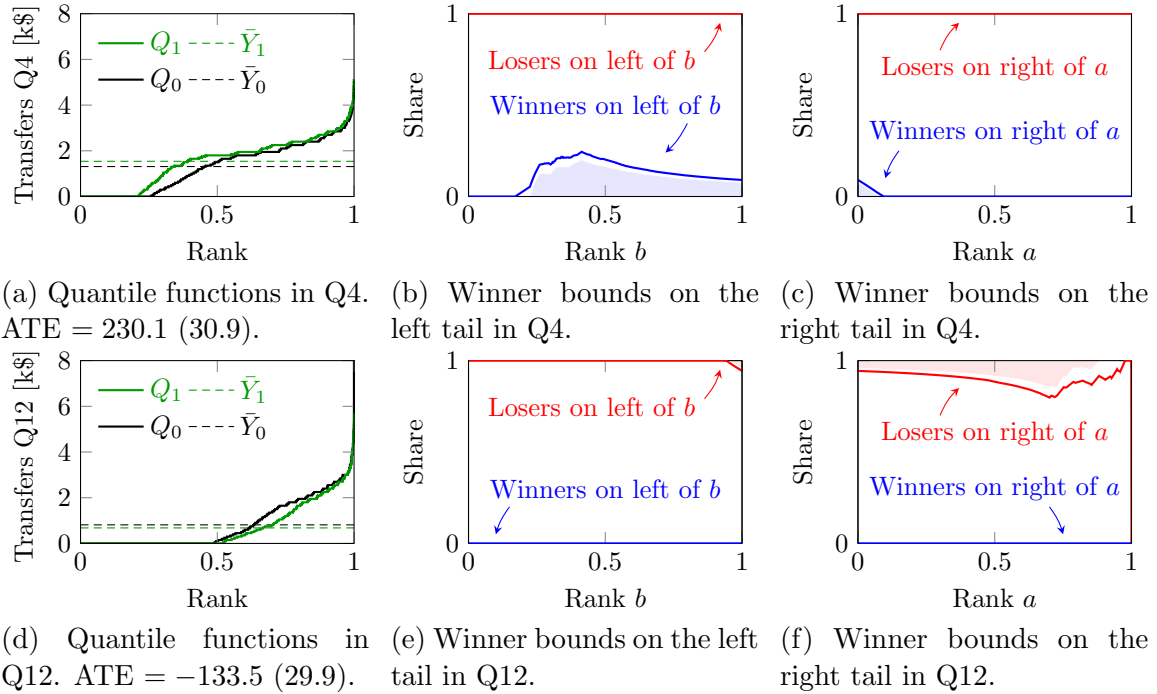 Transfers Q4 [k$]
8
6
4
2
0
Q₁ Ȳ₁
Q₀ Ȳ₀
0 0.5 1
Rank
Share
1
0
Losers on left of b
Winners on left of b
0 0.5 1
Rank b
Share
1
0
Losers on right of a
Winners on right of a
0 0.5 1
Rank a
(a) Quantile functions in Q4.
ATE = 230.1 (30.9).
(b) Winner bounds on the
left tail in Q4.
(c) Winner bounds on the
right tail in Q4.
Transfers Q12 [k$]
8
6
4
2
0
Q₁ Ȳ₁
Q₀ Ȳ₀
0 0.5 1
Rank
Share
1
0
Losers on left of b
Winners on left of b
0 0.5 1
Rank b
Share
1
0
Losers on right of a
Winners on right of a
0 0.5 1
Rank a
(d) Quantile functions in
Q12. ATE = −133.5 (29.9).
(e) Winner bounds on the left
tail in Q12.
(f) Winner bounds on the
right tail in Q12.